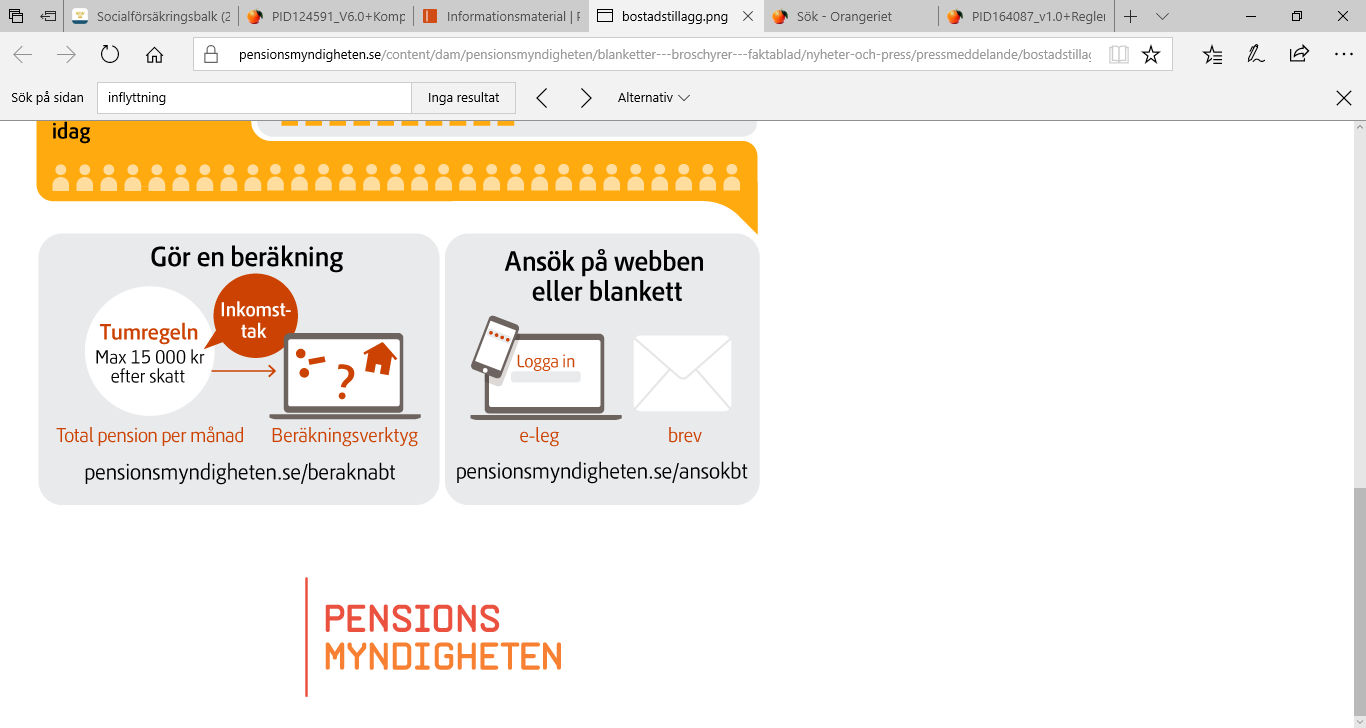 Socialförsäkringsbalk (2
PID124591_V6.0+Komp
Informationsmaterial | P
bostadstillagg.png
Sök - Orangeriet
PID164087_v1.0+Regler
pensionsmyndigheten.se/content/dam/pensionsmyndigheten/blanketter---broschyrer---faktablad/nyheter-och-press/pressmeddelande/bostadstillag
Sök på sidan
inflyttning
Inga resultat
Alternativ
idag
Gör en beräkning
Inkomst-
tak
Tumregeln
Max 15 000 kr
efter skatt
Total pension per månad
Beräkningsverktyg
pensionsmyndigheten.se/beraknabt
Ansök på webben
eller blankett
Logga in
e-leg
brev
pensionsmyndigheten.se/ansokbt
PENSIONS
MYNDIGHETEN